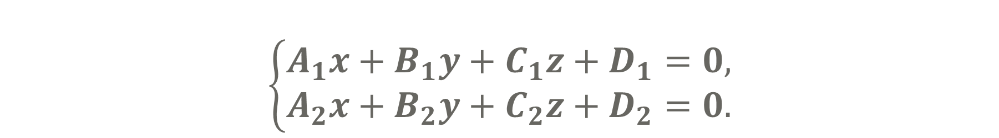 A₁x + B₁y + C₁z + D₁ = 0,
A₂x + B₂y + C₂z + D₂ = 0.